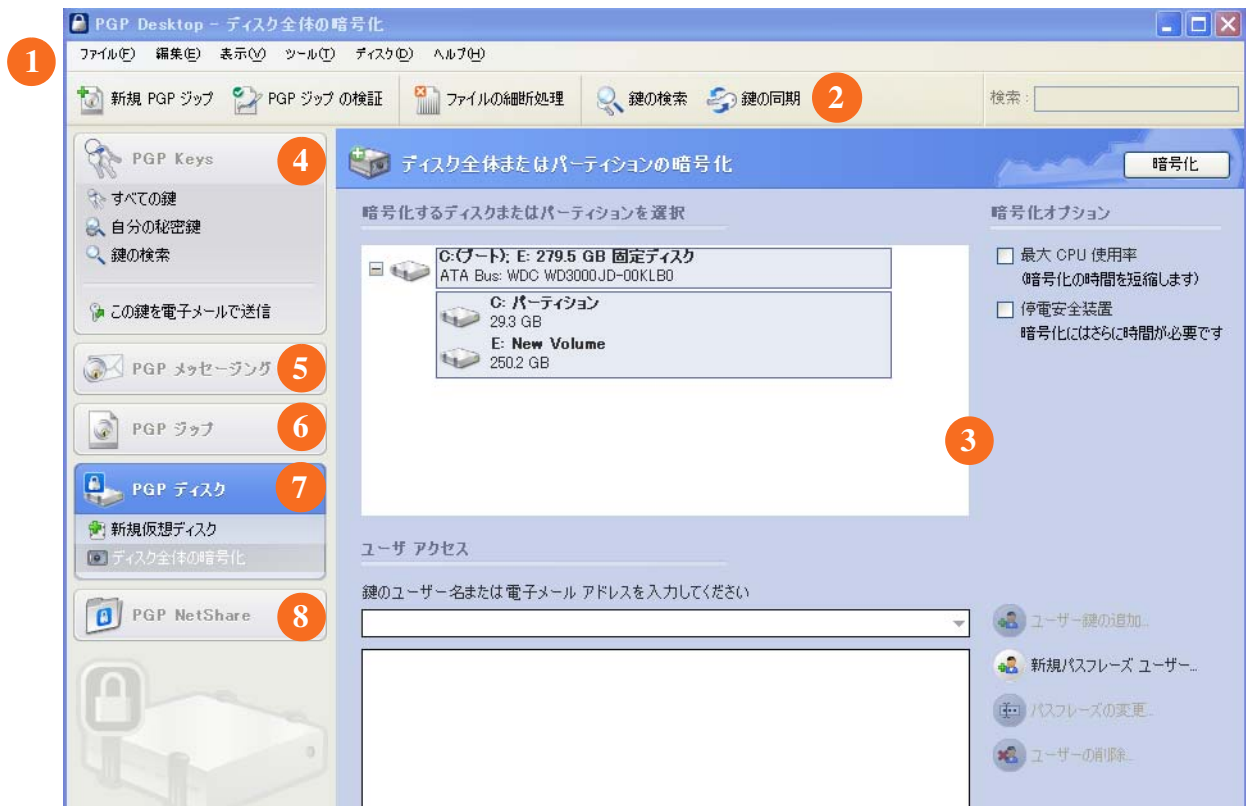 PGP Desktop - ディスク全体の暗号化
1
ファイル(F) 編集(E) 表示(V) ツール(T) ディスク(D) ヘルプ(H)
新規 PGP ジップ PGP ジップ の検証 ファイルの細断処理 鍵の検索 鍵の同期 2 検索:
PGP Keys 4
すべての鍵
自分の秘密鍵
鍵の検索
この鍵を電子メールで送信
PGP メッセージング 5
PGP ジップ 6
PGP ディスク 7
新規仮想ディスク
ディスク全体の暗号化
PGP NetShare 8
ディスク全体またはパーティションの暗号化 暗号化
暗号化するディスクまたはパーティションを選択
C:(ブート); E: 279.5 GB 固定ディスク
ATA Bus: WDC WD3000JD-00KLB0
C: パーティション
29.3 GB
E: New Volume
250.2 GB
3
暗号化オプション
最大 CPU 使用率
(暗号化の時間を短縮します)
停電安全装置
暗号化にはさらに時間が必要です
ユーザ アクセス
鍵のユーザー名または電子メール アドレスを入力してください
ユーザー鍵の追加...
新規パスフレーズ ユーザー...
パスフレーズの変更...
ユーザーの削除...